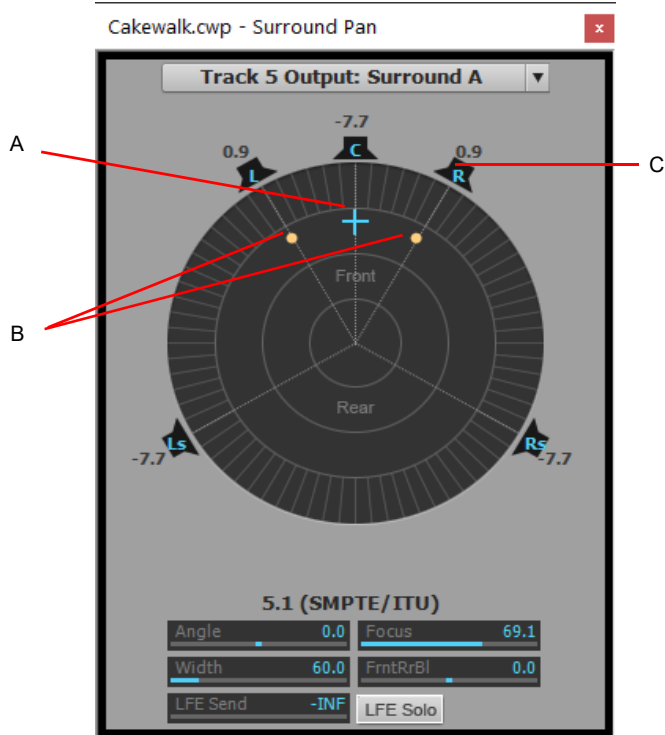 Cakewalk.cwp - Surround Pan
x
Track 5 Output: Surround A
-7.7
A
0.9
C
0.9
C
L
R
B
Front
Rear
Ls
Rs
-7.7
-7.7
5.1 (SMPTE/ITU)
Angle 0.0 Focus 69.1
Width 60.0 FrntRrBl 0.0
LFE Send -INF LFE Solo